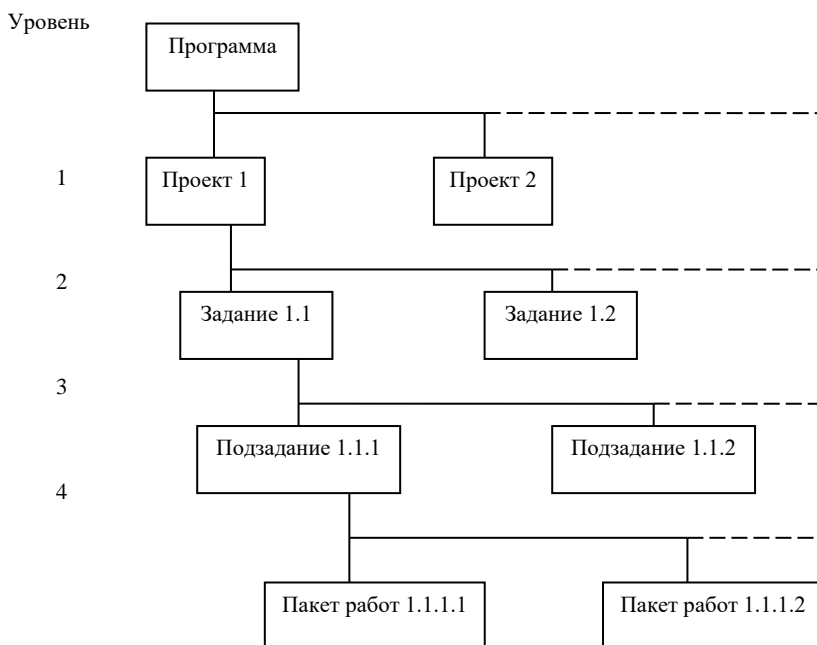 Уровень
Программа
1
Проект 1
Проект 2
2
Задание 1.1
Задание 1.2
3
Подзадание 1.1.1
Подзадание 1.1.2
4
Пакет работ 1.1.1.1
Пакет работ 1.1.1.2